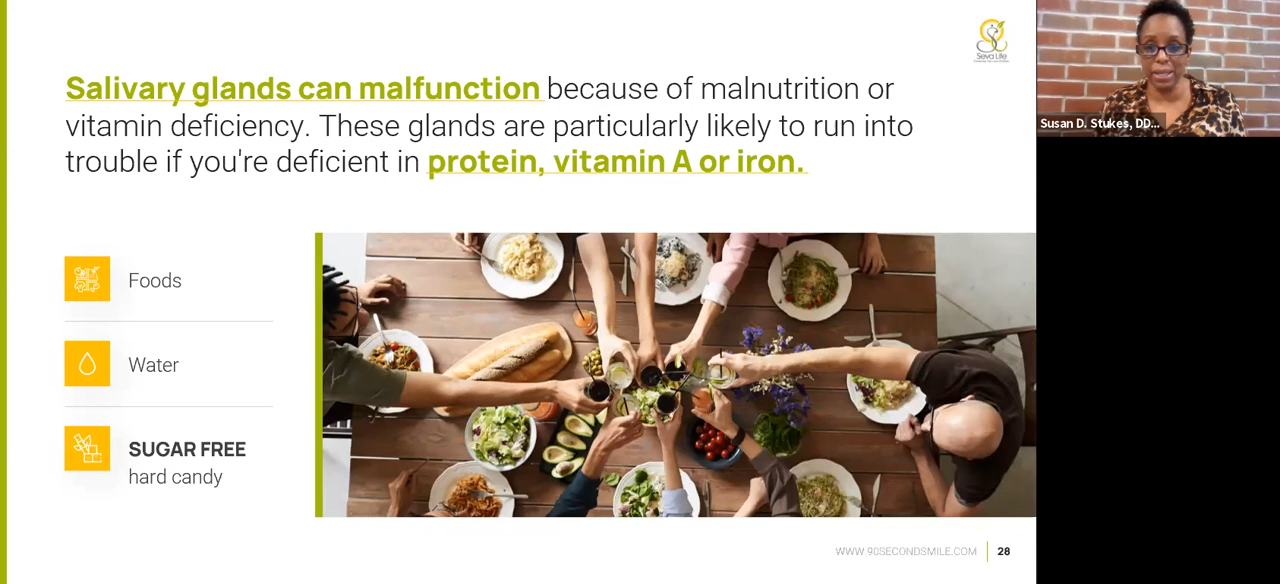 Seva Life
Salivary glands can malfunction because of malnutrition or
vitamin deficiency. These glands are particularly likely to run into
trouble if you're deficient in protein, vitamin A or iron.
Foods
Water
SUGAR FREE
hard candy
WWW.90SECONDSMILE.COM
28
Susan D. Stukes, DD...